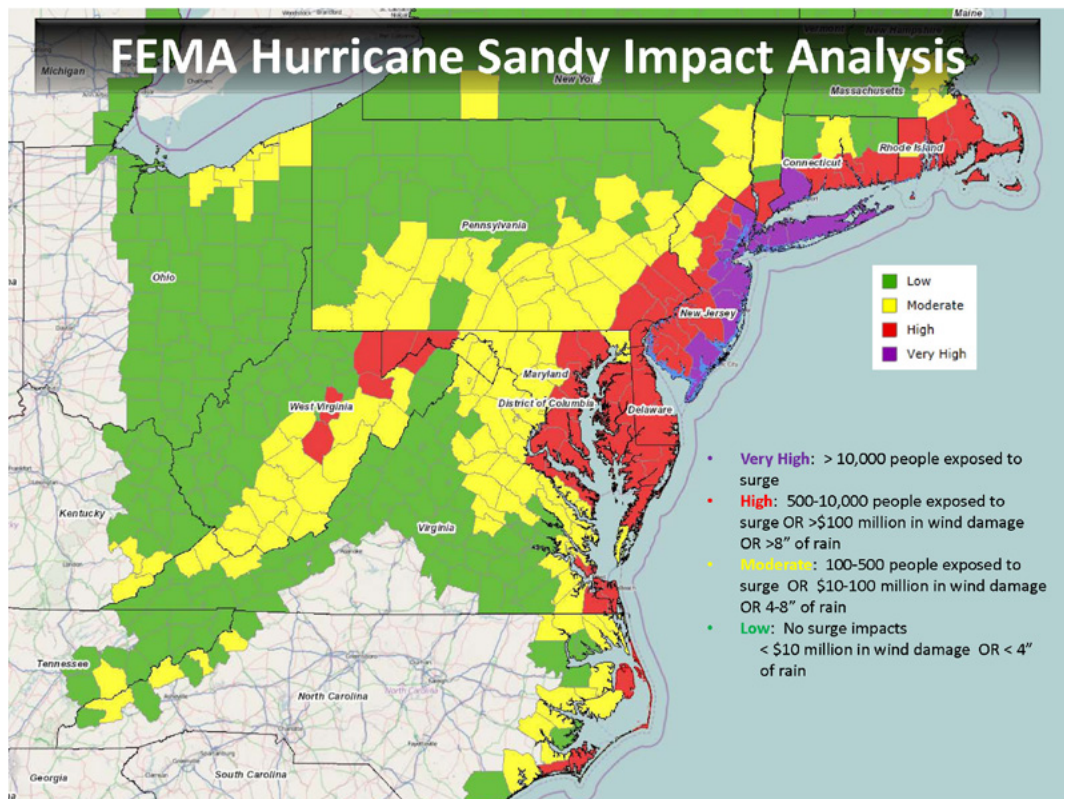 FEMA Hurricane Sandy Impact Analysis
Maine
Vermont
New Hampshire
Michigan
New York
Massachusetts
Rhode Island
Connecticut
Pennsylvania
Ohio
New Jersey
Low
Moderate
High
Very High
Maryland
District of Columbia
Delaware
West Virginia
Kentucky
Virginia
• Very High: > 10,000 people exposed to
surge
• High: 500-10,000 people exposed to
surge OR >$100 million in wind damage
OR >8” of rain
• Moderate: 100-500 people exposed to
surge OR $10-100 million in wind damage
OR 4-8” of rain
• Low: No surge impacts
< $10 million in wind damage OR < 4”
of rain
Tennessee
North Carolina
North Carolina
Georgia
South Carolina